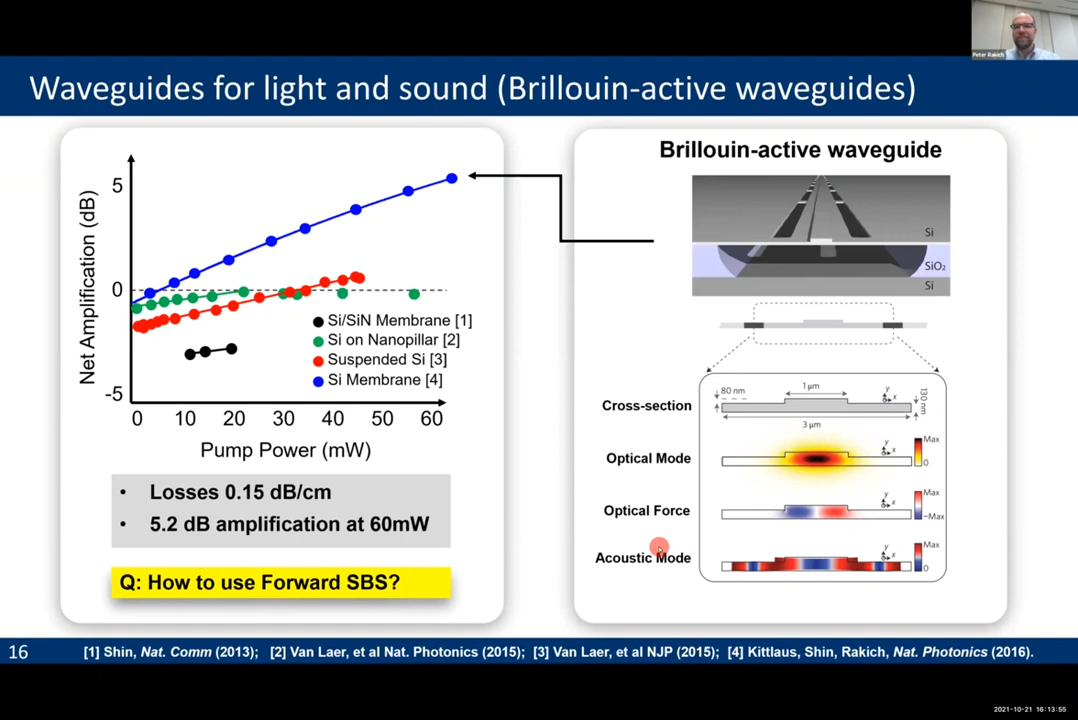 Peter Rakich
Waveguides for light and sound (Brillouin-active waveguides)
Net Amplification (dB)
5
0
-5
0 10 20 30 40 50 60
Pump Power (mW)
Si/SiN Membrane [1]
Si on Nanopillar [2]
Suspended Si [3]
Si Membrane [4]
• Losses 0.15 dB/cm
• 5.2 dB amplification at 60mW
Q: How to use Forward SBS?
Brillouin-active waveguide
Si
SiO₂
Si
Cross-section
80 nm
1 μm
3 μm
130 nm
y
x
Optical Mode
y
x
Max
0
Optical Force
y
x
Max
−Max
Acoustic Mode
y
x
Max
0
16
[1] Shin, Nat. Comm (2013); [2] Van Laer, et al Nat. Photonics (2015); [3] Van Laer, et al NJP (2015); [4] Kittlaus, Shin, Rakich, Nat. Photonics (2016).
2021-10-21 16:13:55